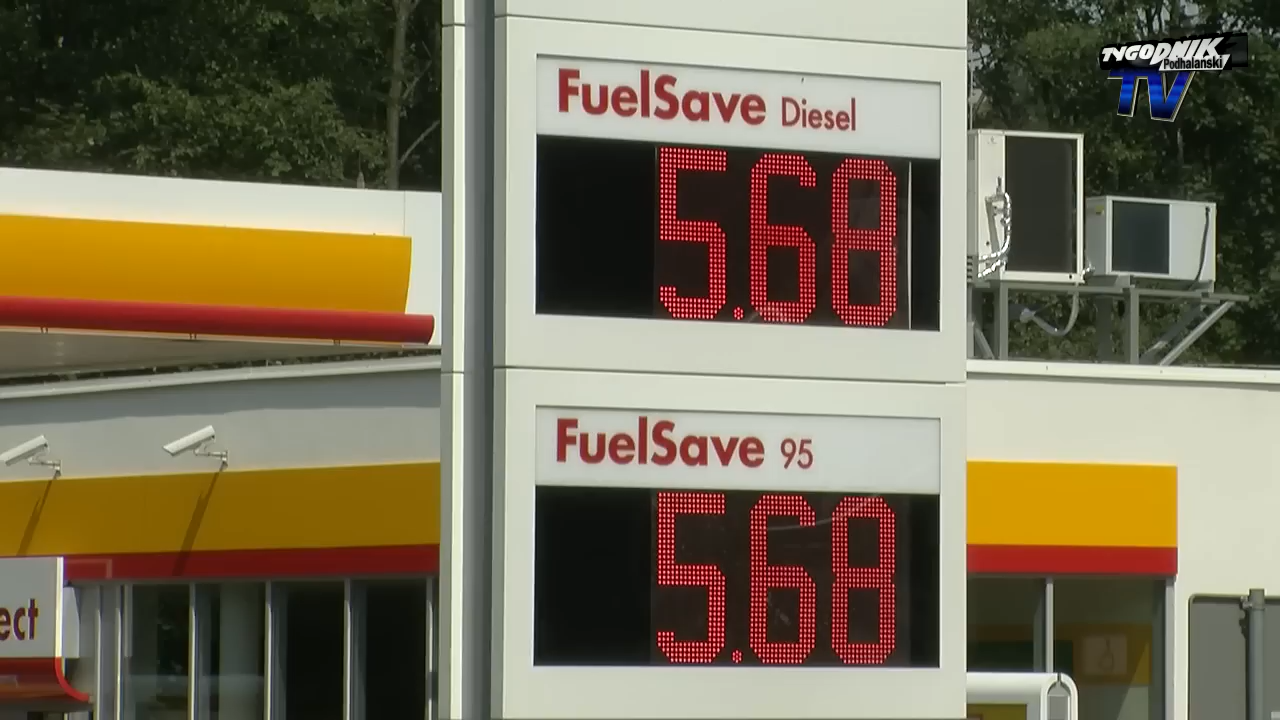 TYGODNIK
Podhalański
TV
FuelSave Diesel
5.68
FuelSave 95
5.68
ect